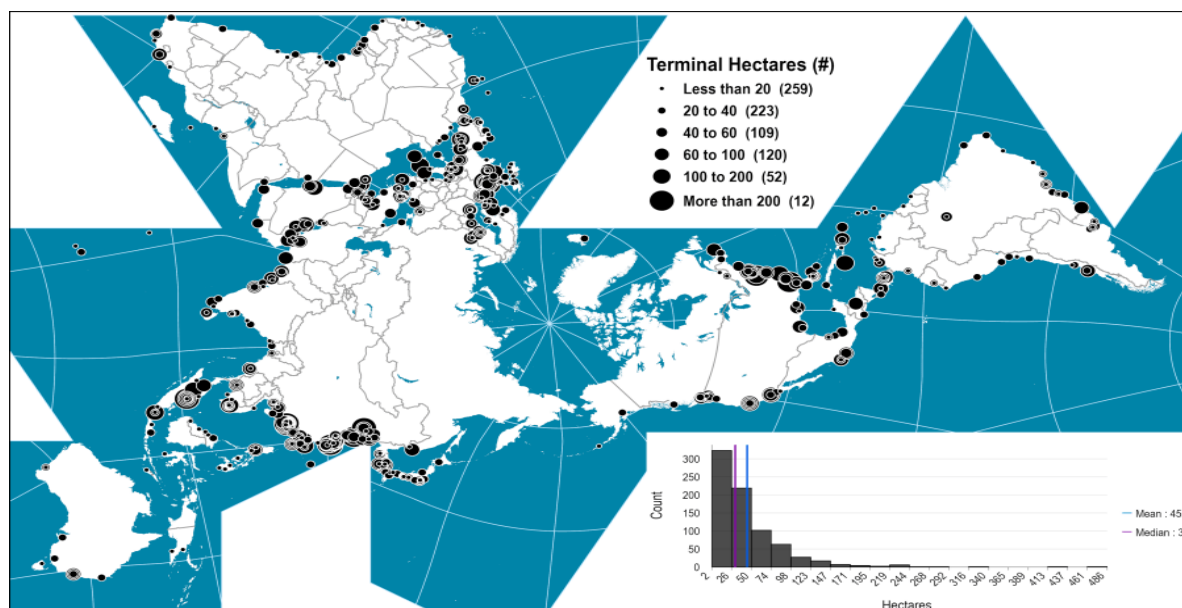 Terminal Hectares (#)
Less than 20 (259)
20 to 40 (223)
40 to 60 (109)
60 to 100 (120)
100 to 200 (52)
More than 200 (12)
300
250
200
150
100
50
0
Count
2
26
50
74
98
123
147
171
195
219
244
268
292
316
340
365
389
413
437
461
486
Hectares
Mean : 45
Median : 3